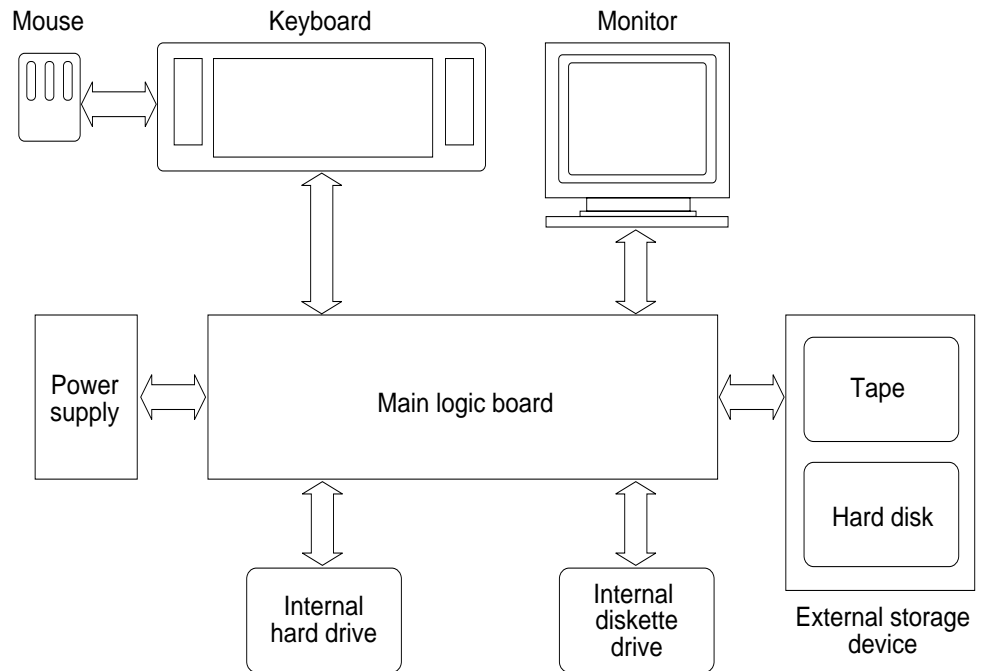 Mouse
Keyboard
Monitor
Power
supply
Main logic board
Tape
Hard disk
Internal
hard drive
Internal
diskette
drive
External storage
device